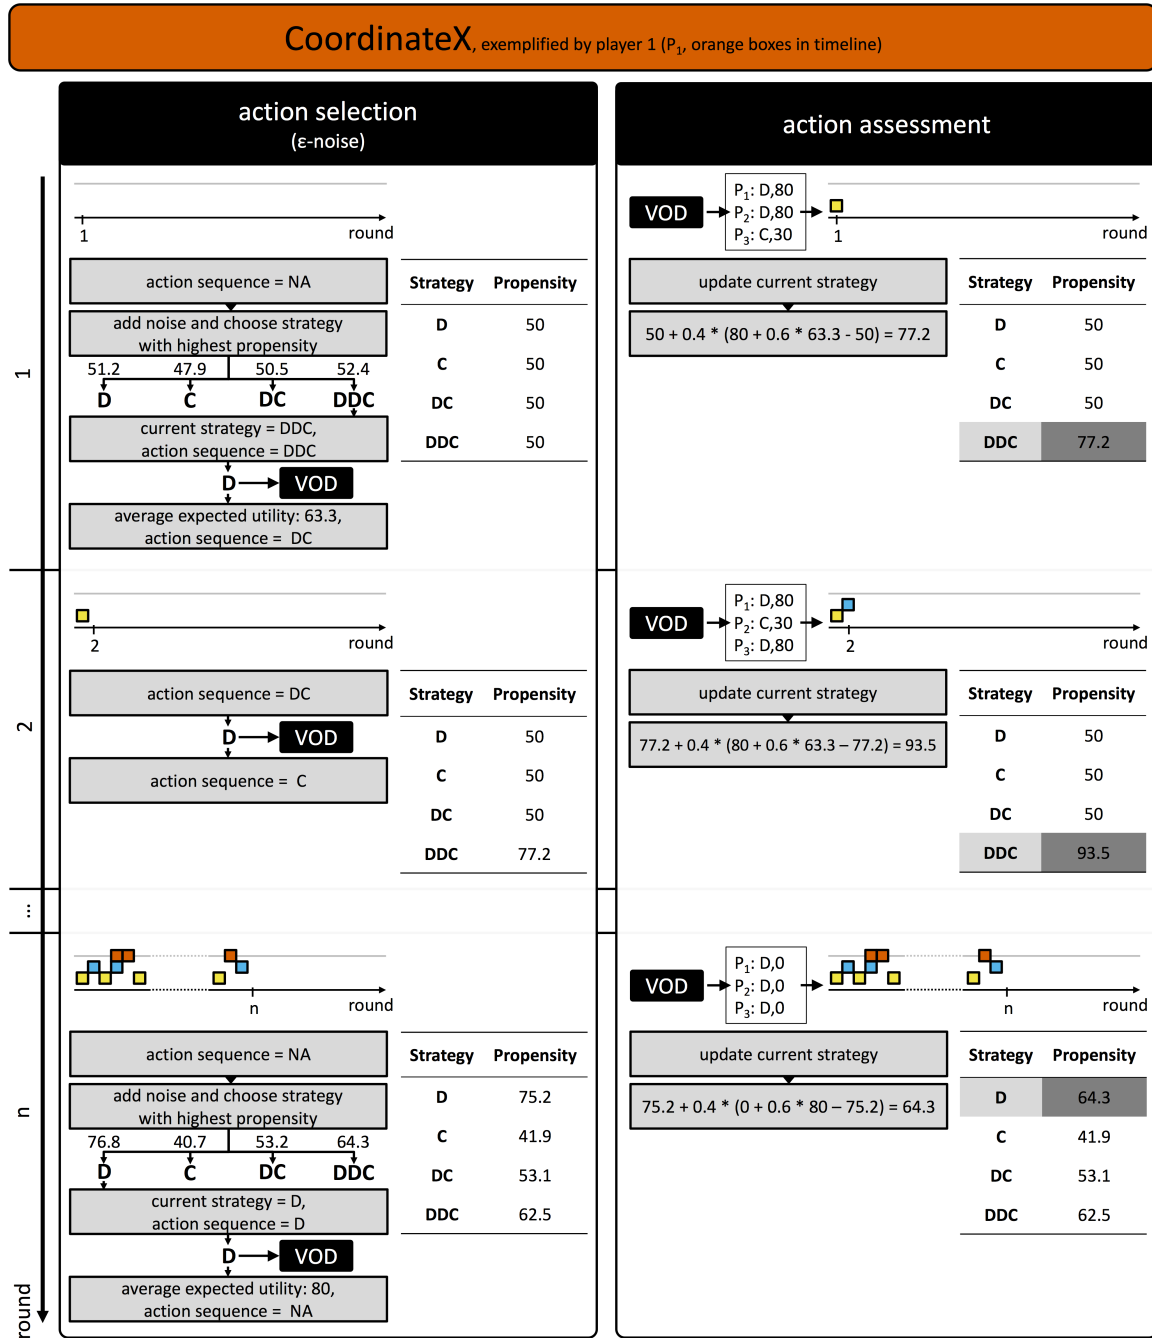 CoordinateX, exemplified by player 1 (P1, orange boxes in timeline)
action selection
(ε-noise)
action assessment
1
1
round
action sequence = NA
add noise and choose strategy
with highest propensity
51.2 47.9 50.5 52.4
D C DC DDC
current strategy = DDC,
action sequence = DDC
D VOD
average expected utility: 63.3,
action sequence = DC
Strategy Propensity
D 50
C 50
DC 50
DDC 50
VOD
P1: D,80
P2: D,80
P3: C,30
1
round
update current strategy
50 + 0.4 * (80 + 0.6 * 63.3 - 50) = 77.2
Strategy Propensity
D 50
C 50
DC 50
DDC 77.2
2
2
round
action sequence = DC
D VOD
action sequence = C
Strategy Propensity
D 50
C 50
DC 50
DDC 77.2
VOD
P1: D,80
P2: C,30
P3: D,80
2
round
update current strategy
77.2 + 0.4 * (80 + 0.6 * 63.3 – 77.2) = 93.5
Strategy Propensity
D 50
C 50
DC 50
DDC 93.5
...
n
n
round
action sequence = NA
add noise and choose strategy
with highest propensity
76.8 40.7 53.2 64.3
D C DC DDC
current strategy = D,
action sequence = D
D VOD
average expected utility: 80,
action sequence = NA
Strategy Propensity
D 75.2
C 41.9
DC 53.1
DDC 62.5
VOD
P1: D,0
P2: D,0
P3: D,0
n
round
update current strategy
75.2 + 0.4 * (0 + 0.6 * 80 – 75.2) = 64.3
Strategy Propensity
D 64.3
C 41.9
DC 53.1
DDC 62.5
round